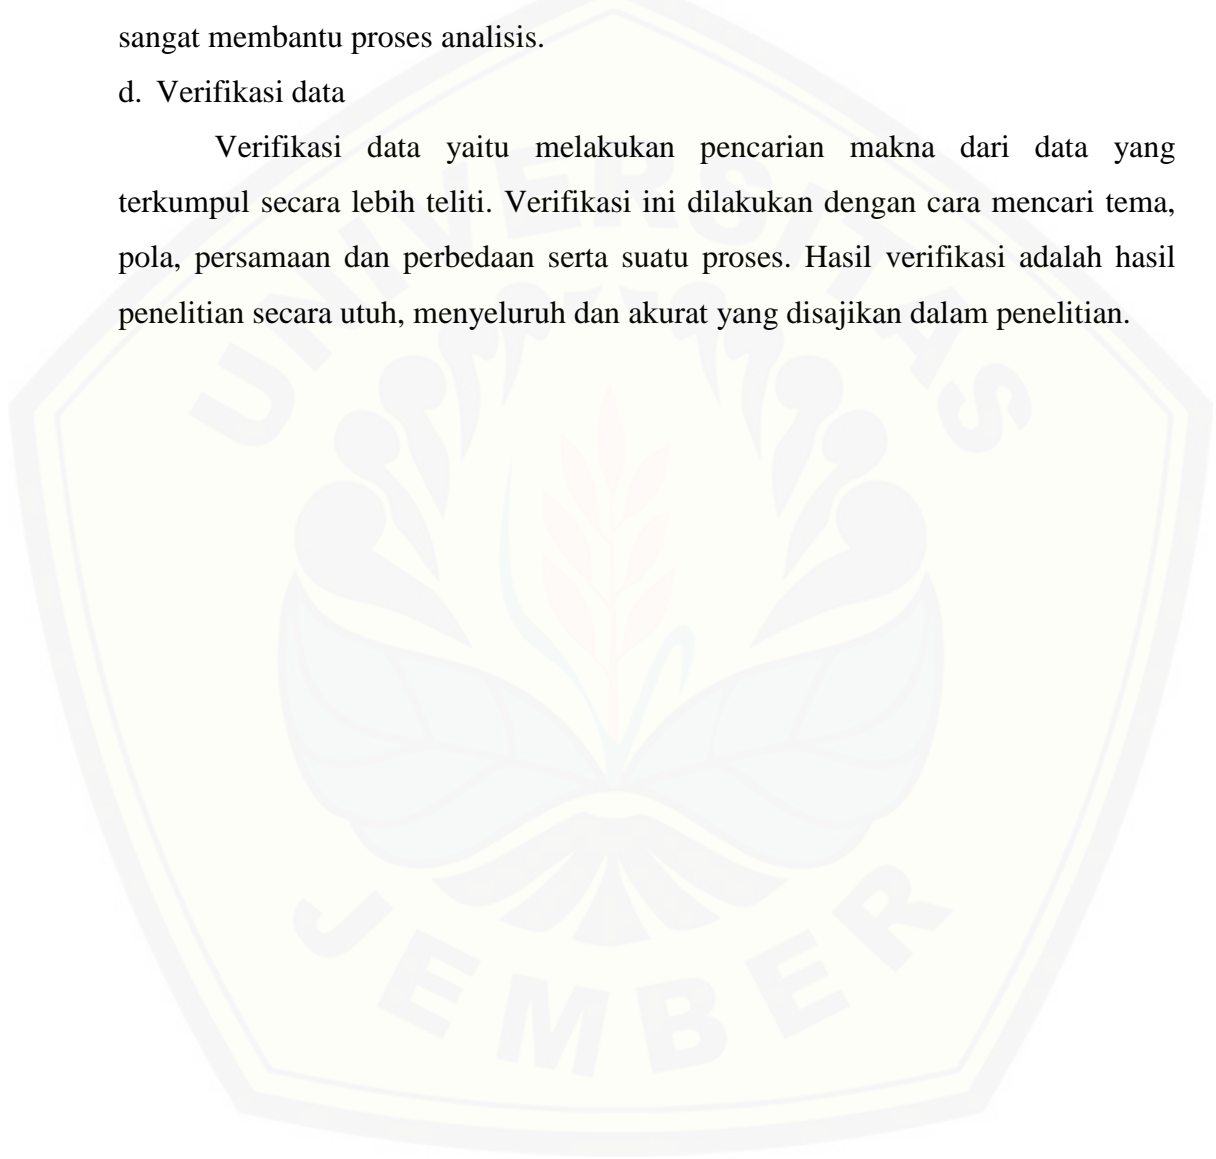 sangat membantu proses analisis.
d. Verifikasi data
Verifikasi data yaitu melakukan pencarian makna dari data yang
terkumpul secara lebih teliti. Verifikasi ini dilakukan dengan cara mencari tema,
pola, persamaan dan perbedaan serta suatu proses. Hasil verifikasi adalah hasil
penelitian secara utuh, menyeluruh dan akurat yang disajikan dalam penelitian.
UNIVERSITAS
JEMBER